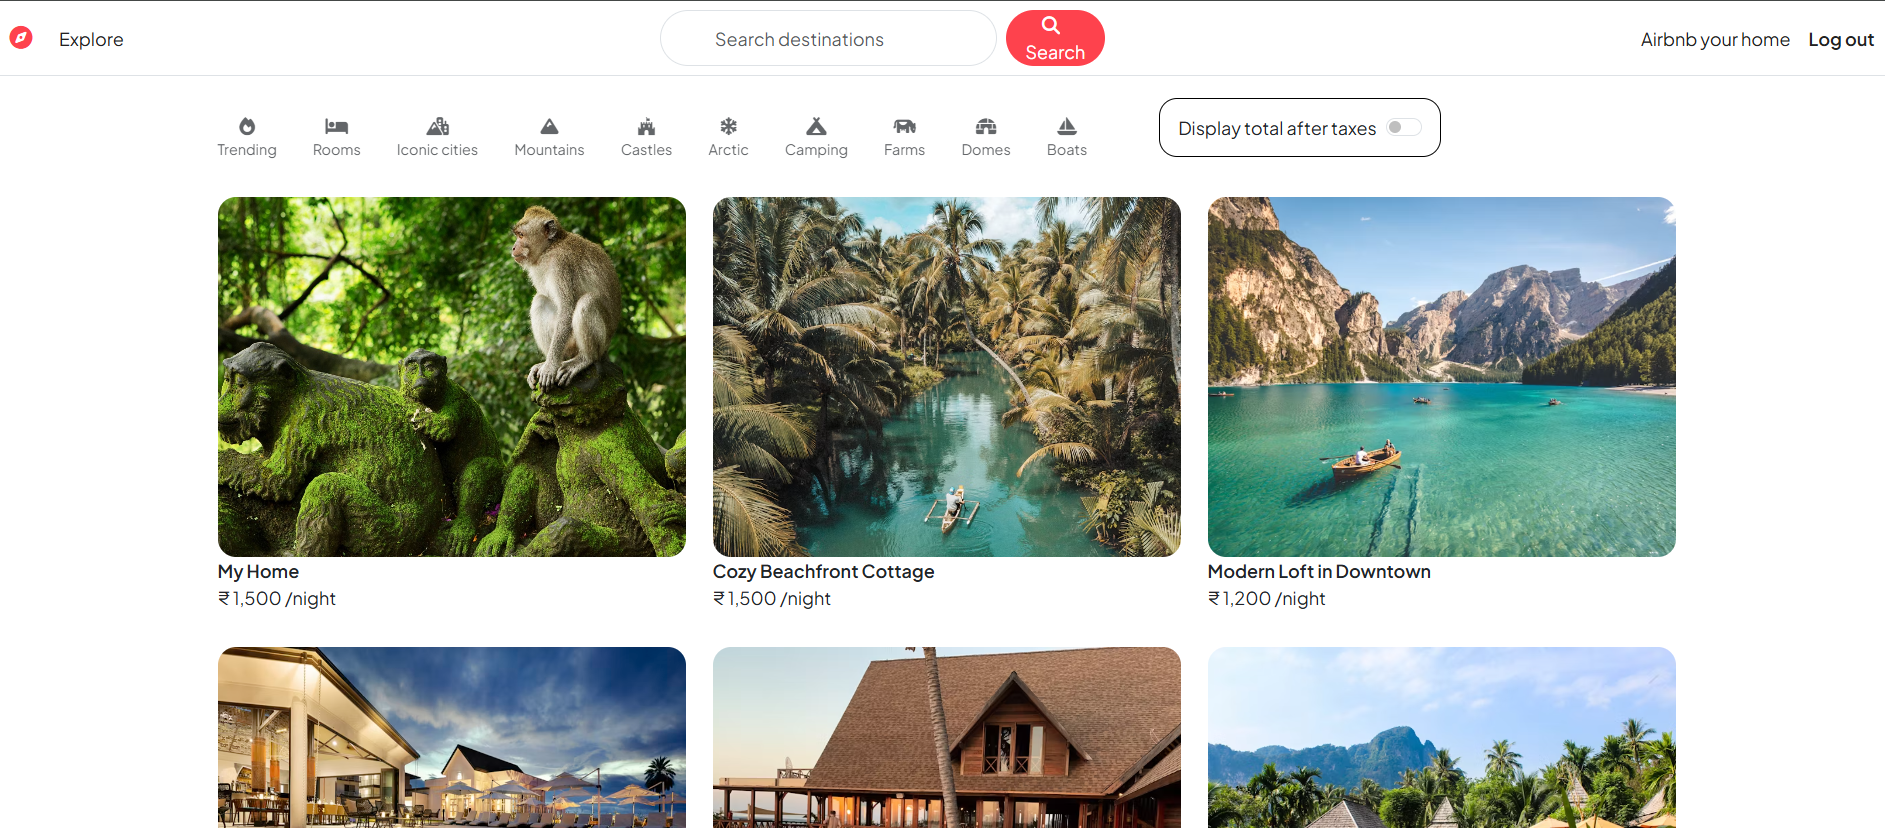 Explore
Search destinations
Search
Airbnb your home
Log out
Trending
Rooms
Iconic cities
Mountains
Castles
Arctic
Camping
Farms
Domes
Boats
Display total after taxes
My Home
₹ 1,500 /night
Cozy Beachfront Cottage
₹ 1,500 /night
Modern Loft in Downtown
₹ 1,200 /night